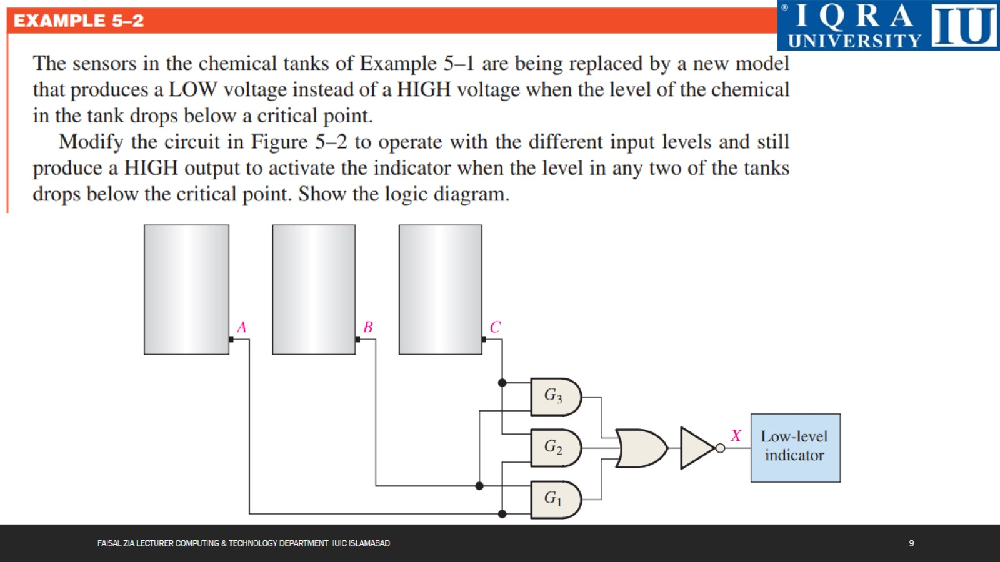 EXAMPLE 5–2
® IQRA
UNIVERSITY
IU
The sensors in the chemical tanks of Example 5–1 are being replaced by a new model
that produces a LOW voltage instead of a HIGH voltage when the level of the chemical
in the tank drops below a critical point.
Modify the circuit in Figure 5–2 to operate with the different input levels and still
produce a HIGH output to activate the indicator when the level in any two of the tanks
drops below the critical point. Show the logic diagram.
A
B
C
G3
G2
G1
X
Low-level
indicator
FAISAL ZIA LECTURER COMPUTING & TECHNOLOGY DEPARTMENT IUIC ISLAMABAD
9